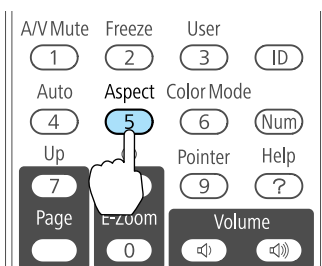 A/V Mute Freeze User
1 2 3 ID
Auto Aspect Color Mode
4 5 6 Num
Up Pointer Help
7 9 ?
Page E-Zoom Volume
0